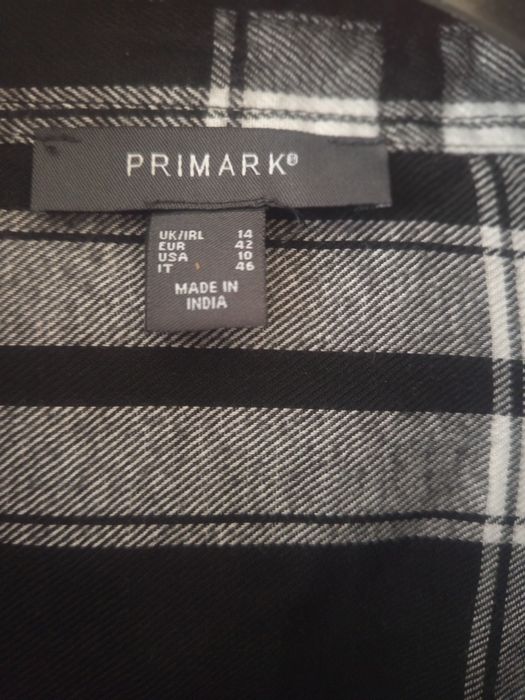 PRIMARK®
UK/IRL 14
EUR 42
USA 10
IT 46
MADE IN
INDIA